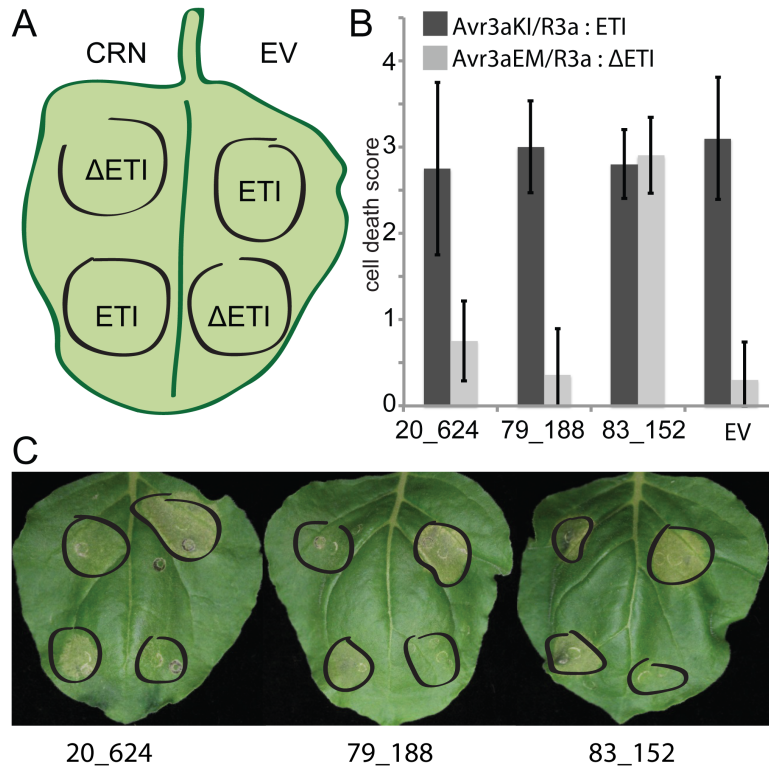 A
CRN EV
ΔETI
ETI
ETI
ΔETI
B
Avr3aKI/R3a : ETI
Avr3aEM/R3a : ΔETI
cell death score
4
3
2
1
0
20_624 79_188 83_152 EV
C
20_624 79_188 83_152